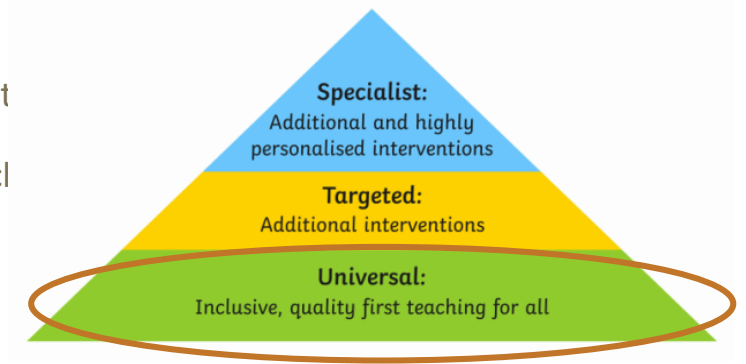 Specialist:
Additional and highly
personalised interventions
Targeted:
Additional interventions
Universal:
Inclusive, quality first teaching for all